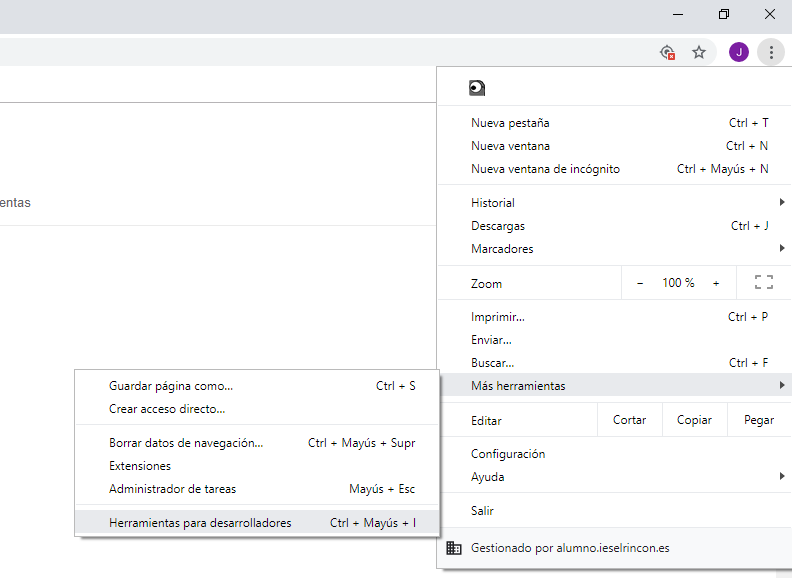 J
Nueva pestaña Ctrl + T
Nueva ventana Ctrl + N
Nueva ventana de incógnito Ctrl + Mayús + N
entas
Historial
Descargas Ctrl + J
Marcadores
Zoom - 100 % +
Imprimir... Ctrl + P
Enviar...
Buscar... Ctrl + F
Más herramientas
Guardar página como... Ctrl + S
Crear acceso directo...
Borrar datos de navegación... Ctrl + Mayús + Supr
Extensiones
Administrador de tareas Mayús + Esc
Herramientas para desarrolladores Ctrl + Mayús + I
Editar Cortar Copiar Pegar
Configuración
Ayuda
Salir
Gestionado por alumno.ieselrincon.es